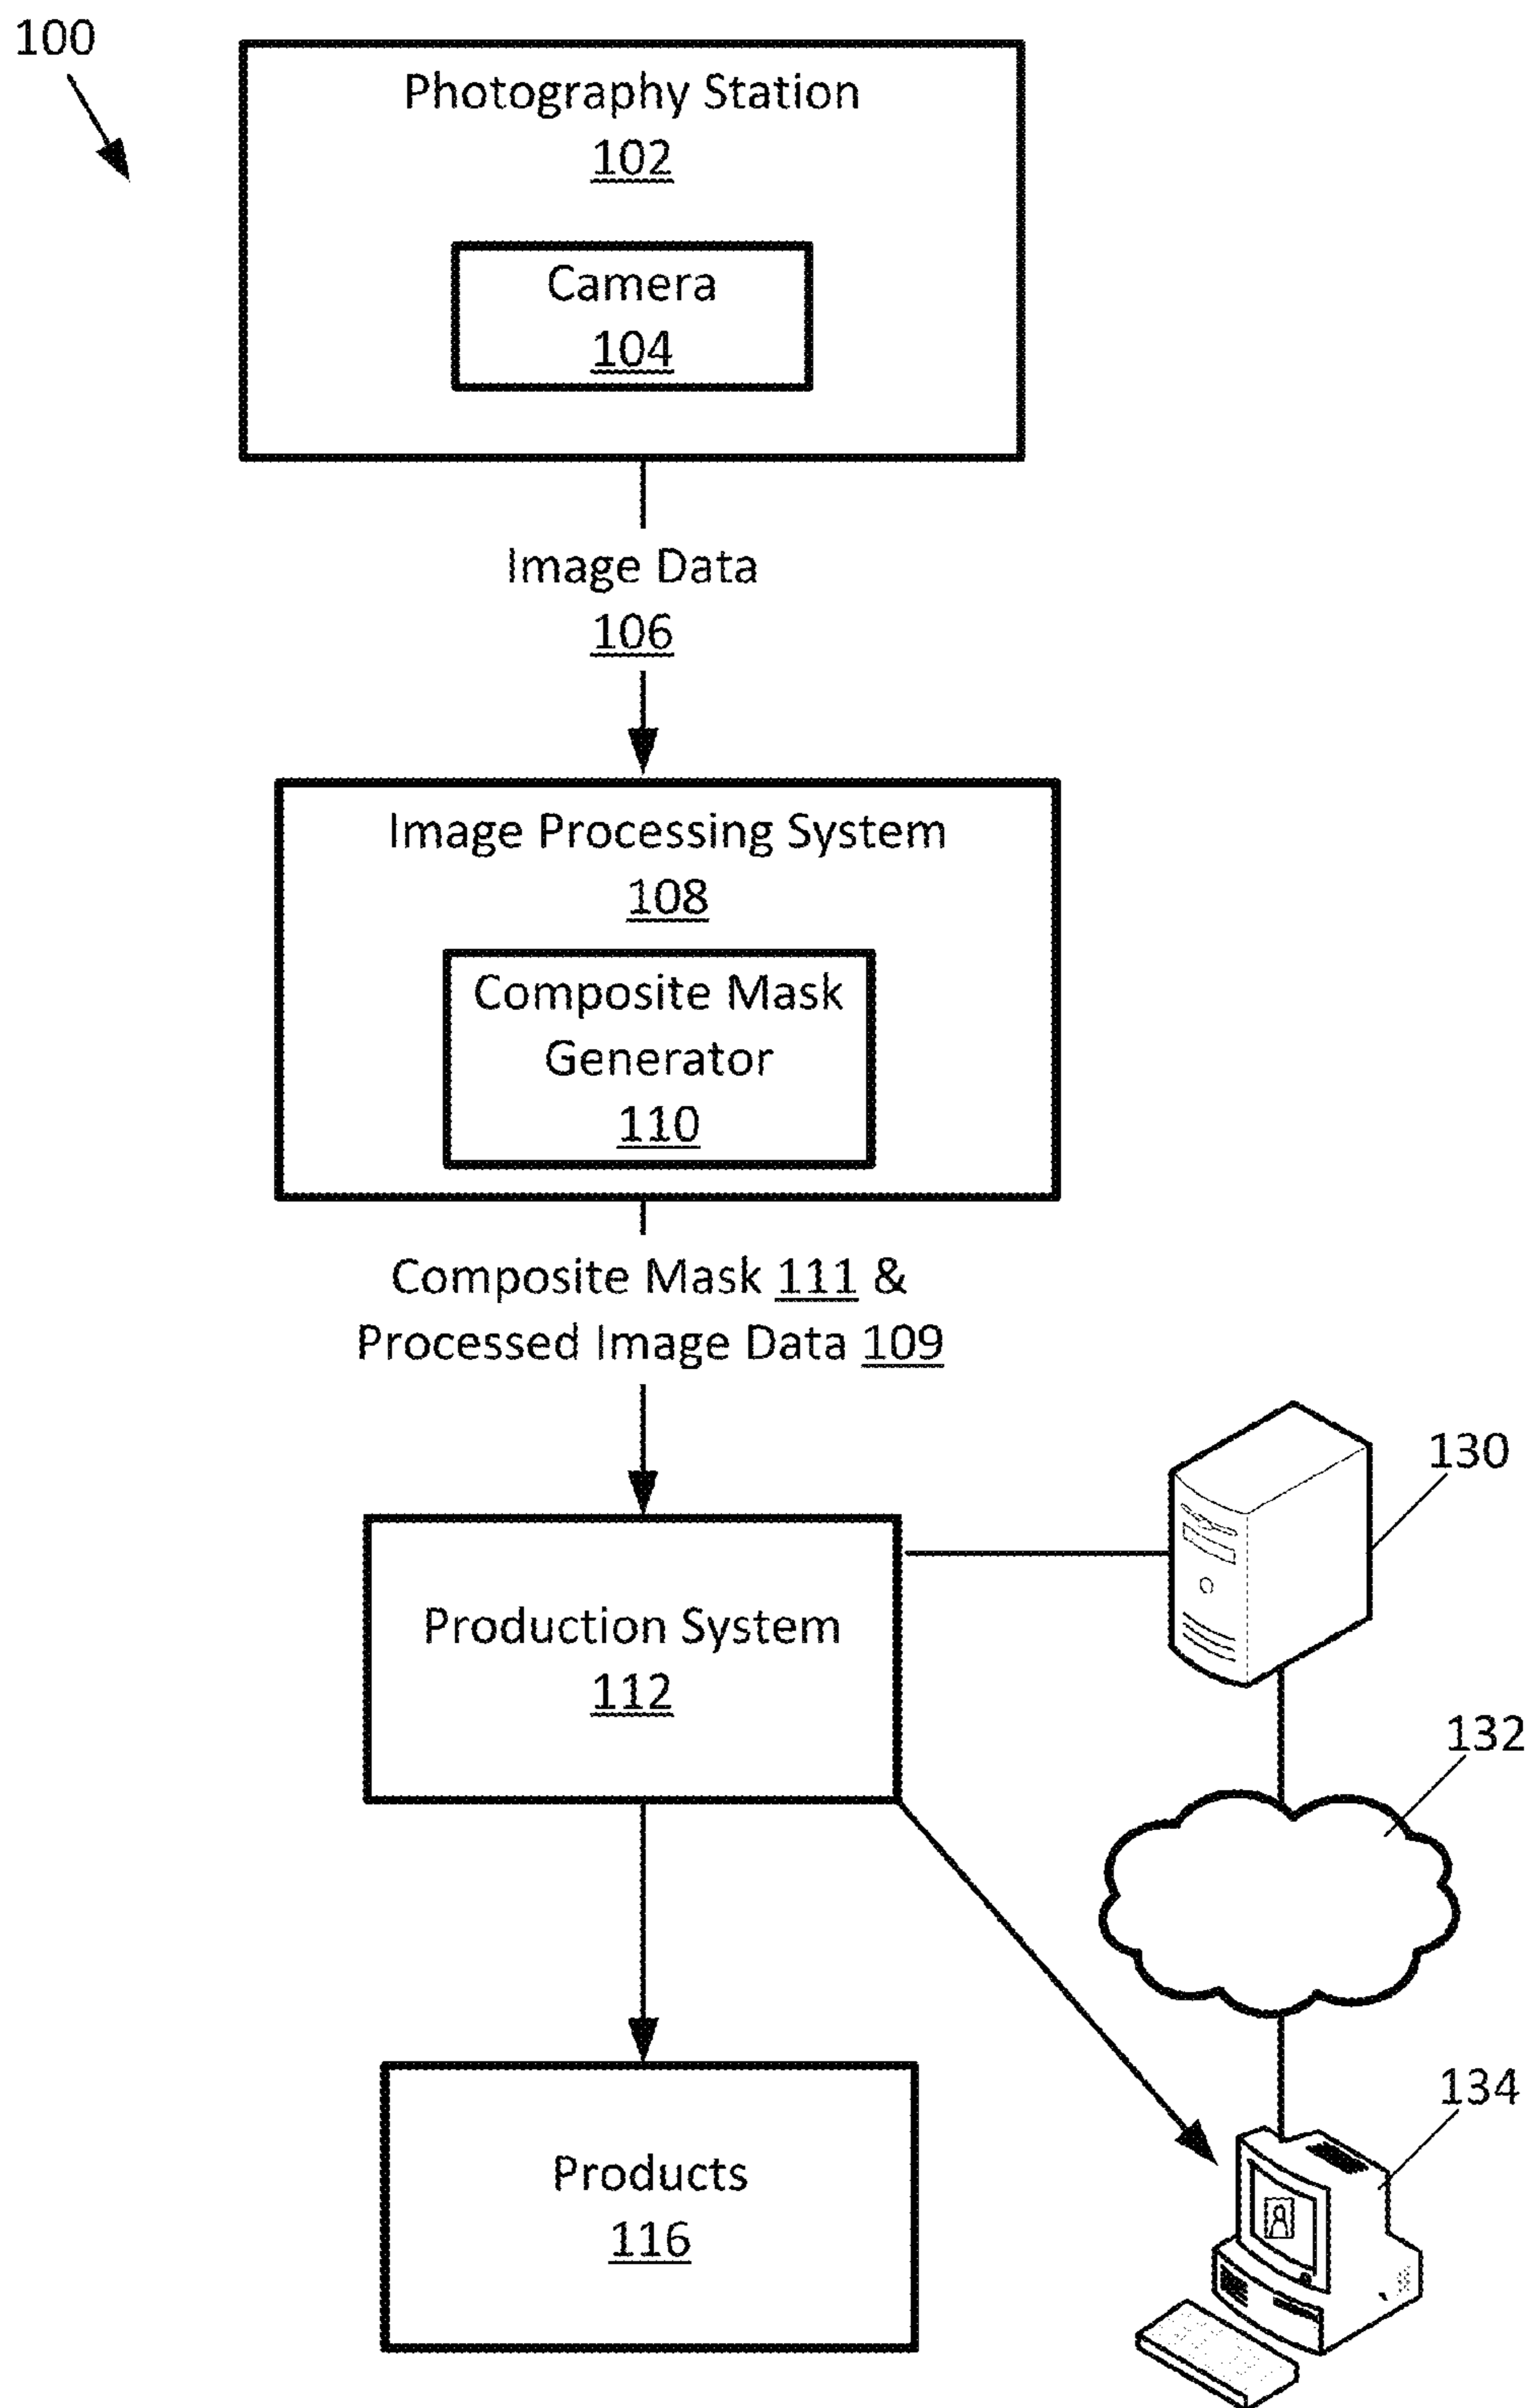 100
Photography Station
102
Camera
104
Image Data
106
Image Processing System
108
Composite Mask
Generator
110
Composite Mask 111 &
Processed Image Data 109
130
Production System
112
132
134
Products
116